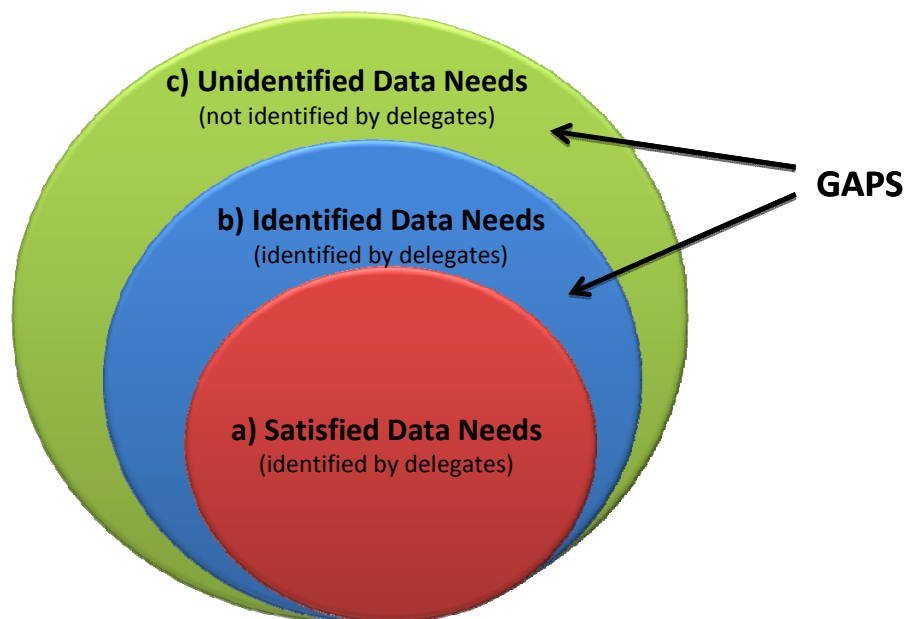 c) Unidentified Data Needs
(not identified by delegates)
GAPS
b) Identified Data Needs
(identified by delegates)
a) Satisfied Data Needs
(identified by delegates)